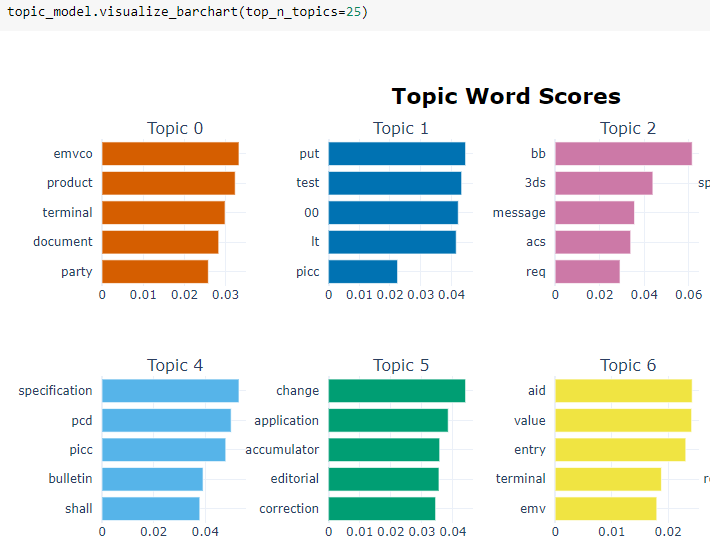 topic_model.visualize_barchart(top_n_topics=25)
Topic Word Scores
Topic 0
emvco
product
terminal
document
party
0 0.01 0.02 0.03
Topic 1
put
test
00
lt
picc
0 0.01 0.02 0.03 0.04
Topic 2
bb
3ds
message
acs
req
0 0.02 0.04 0.06
sp
Topic 4
specification
pcd
picc
bulletin
shall
0 0.02 0.04
Topic 5
change
application
accumulator
editorial
correction
0 0.01 0.02 0.03 0.04
Topic 6
aid
value
entry
terminal
emv
0 0.01 0.02